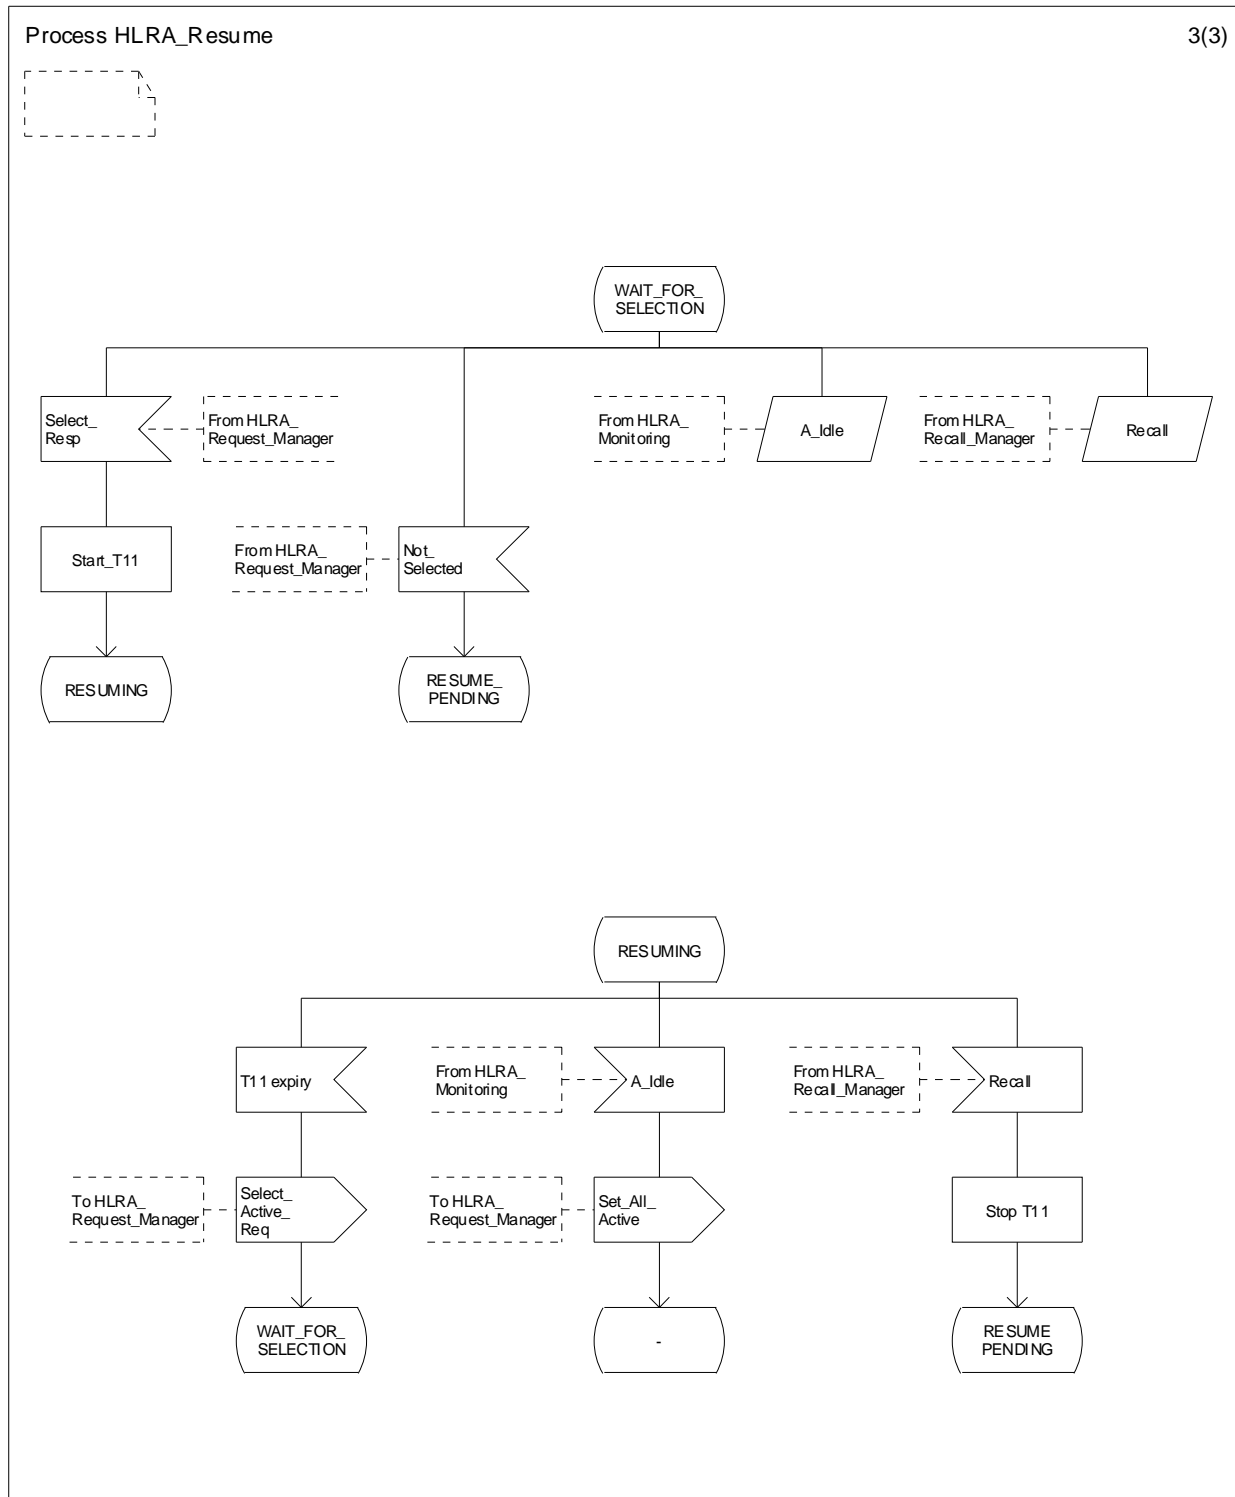 Process HLRA_Resume
3(3)
WAIT_FOR_
SELECTION
Select_
Resp
From HLRA_
Request_Manager
From HLRA_
Monitoring
A_Idle
From HLRA_
Recall_Manager
Recall
Start_T11
From HLRA_
Request_Manager
Not_
Selected
RESUMING
RESUME_
PENDING
RESUMING
T11 expiry
From HLRA_
Monitoring
A_Idle
From HLRA_
Recall_Manager
Recall
To HLRA_
Request_Manager
Select_
Active_
Req
To HLRA_
Request_Manager
Set_All_
Active
Stop T11
WAIT_FOR_
SELECTION
-
RESUME
PENDING